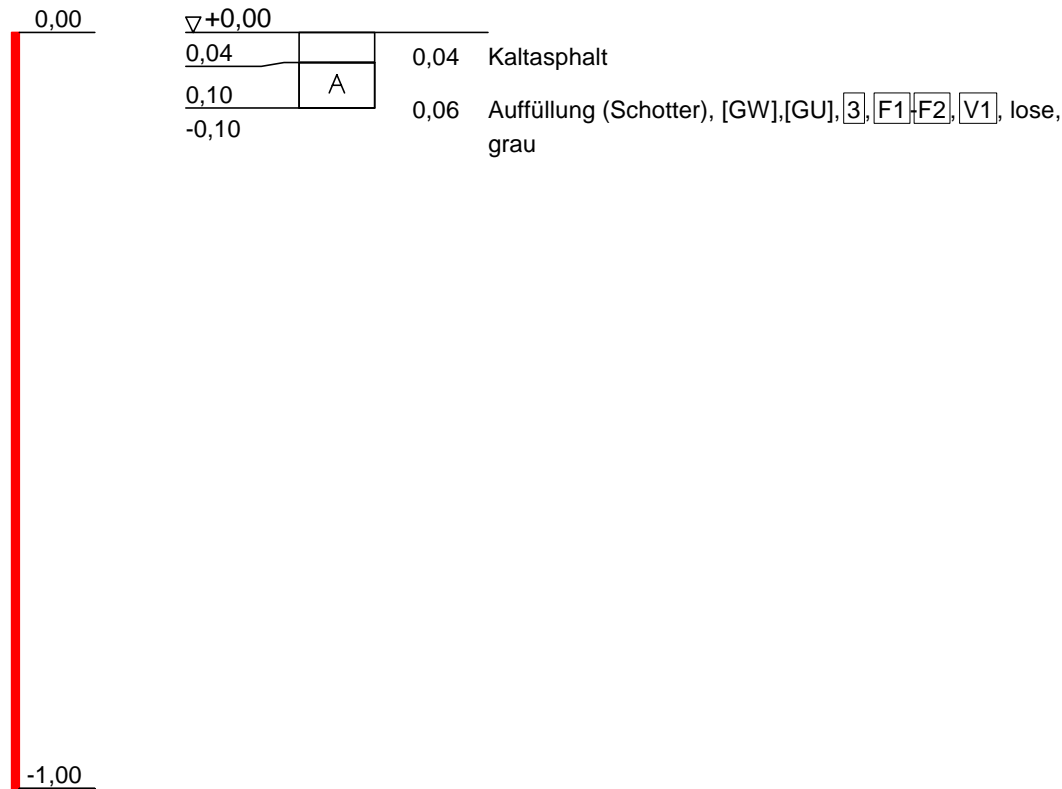 0,00
▽+0,00
0,04
0,04 Kaltasphalt
A
0,10
0,06 Auffüllung (Schotter), [GW],[GU], 3, F1-F2, V1, lose,
grau
-0,10
-1,00